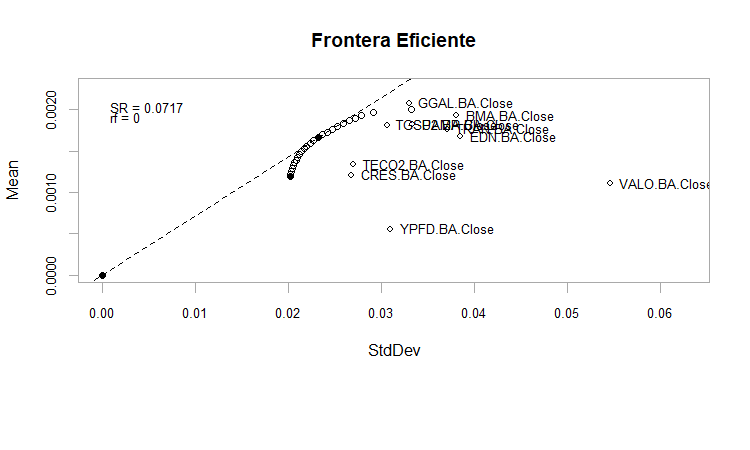 Frontera Eficiente
SR = 0.0717
rf = 0
GGAL.BA.Close
BMA.BA.Close
EDN.BA.Close
TECO2.BA.Close
CRES.BA.Close
VALO.BA.Close
YPFD.BA.Close
Mean
0.0000
0.0010
0.0020
0.00
0.01
0.02
0.03
0.04
0.05
0.06
StdDev